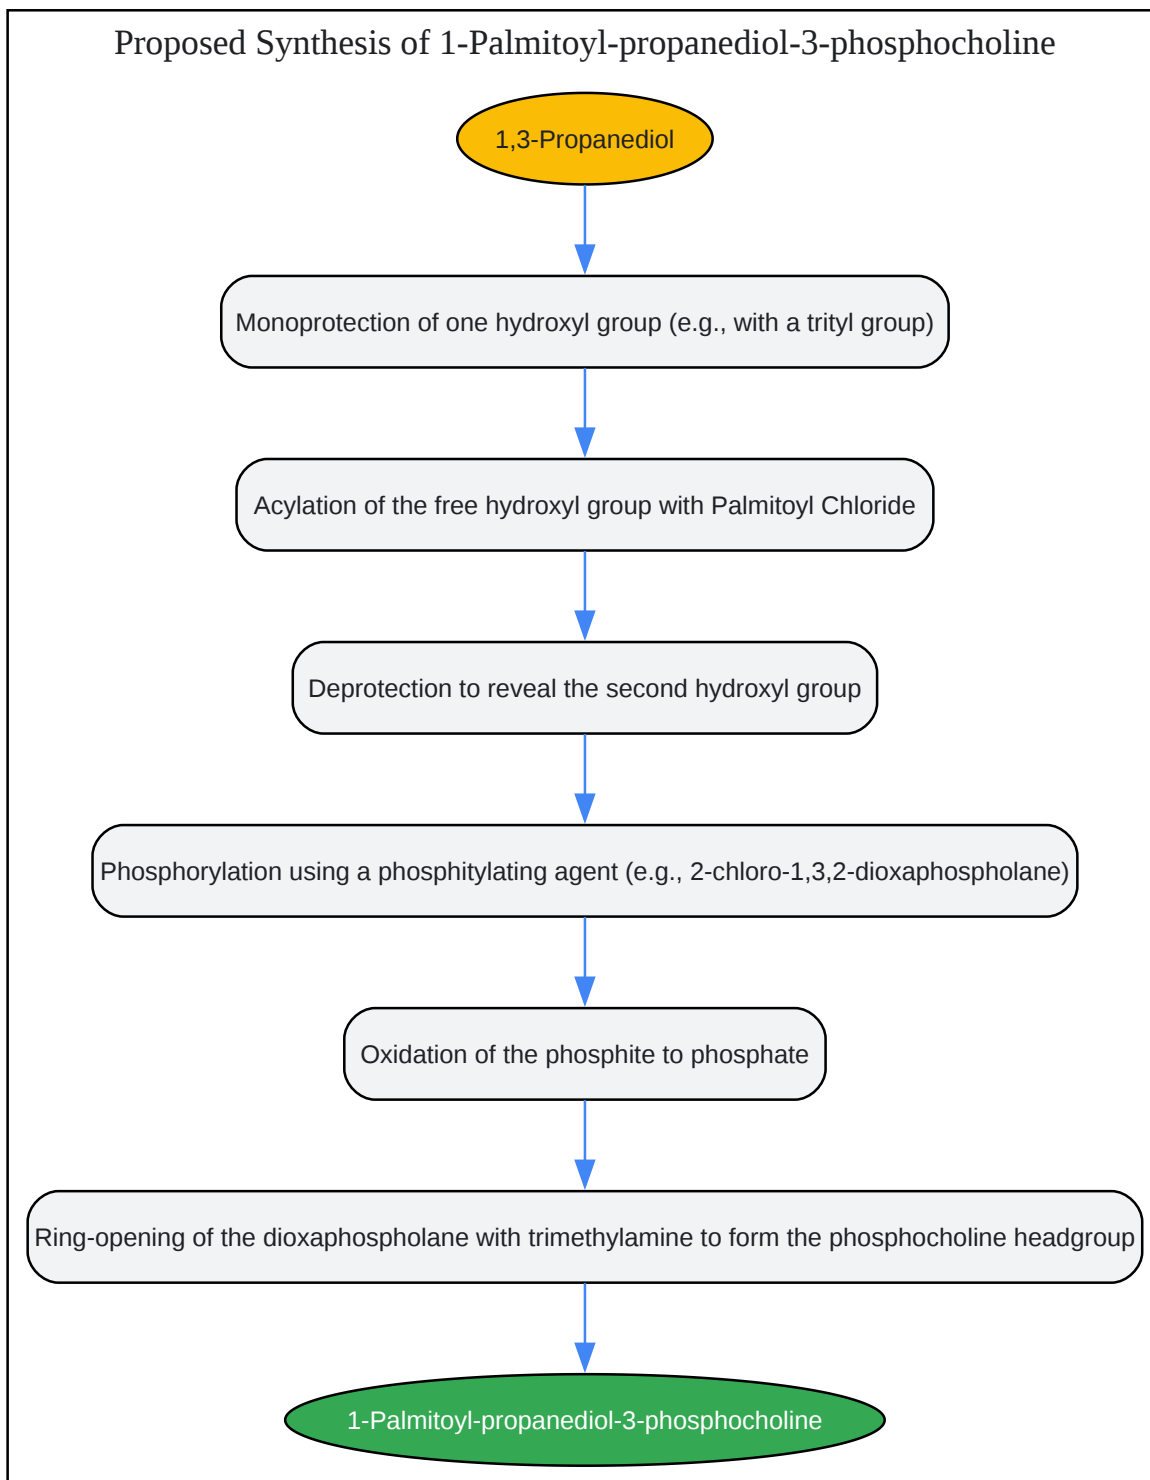 Proposed Synthesis of 1-Palmitoyl-propanediol-3-phosphocholine
1,3-Propanediol
Monoprotection of one hydroxyl group (e.g., with a trityl group)
Acylation of the free hydroxyl group with Palmitoyl Chloride
Deprotection to reveal the second hydroxyl group
Phosphorylation using a phosphitylating agent (e.g., 2-chloro-1,3,2-dioxaphospholane)
Oxidation of the phosphite to phosphate
Ring-opening of the dioxaphospholane with trimethylamine to form the phosphocholine headgroup
1-Palmitoyl-propanediol-3-phosphocholine